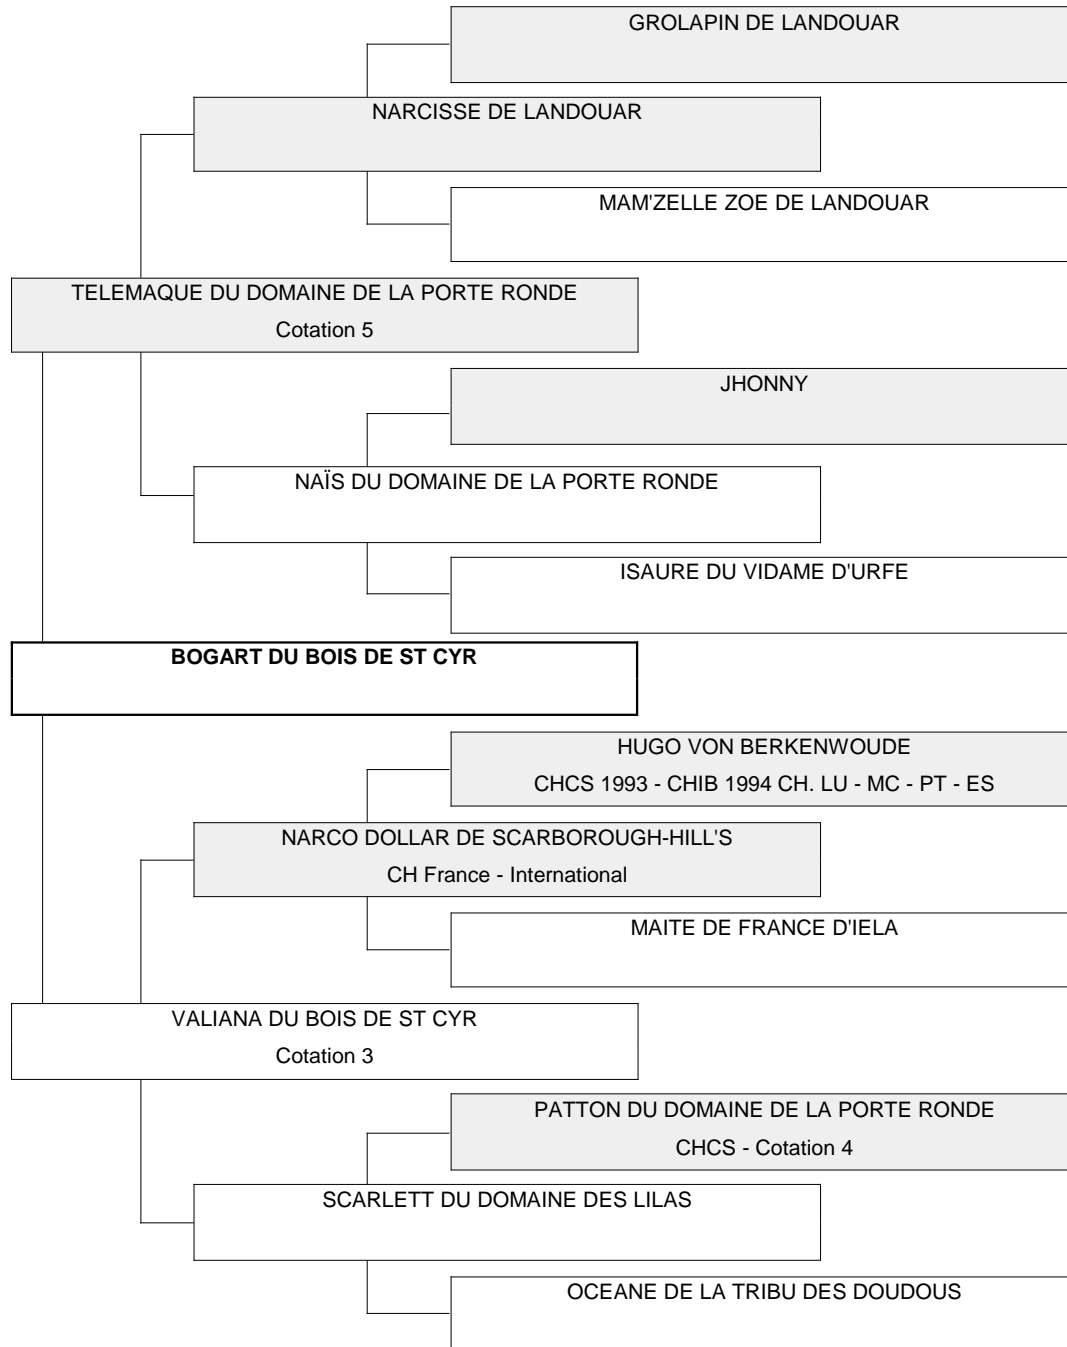 GROLAPIN DE LANDOUAR
NARCISSE DE LANDOUAR
MAM'ZELLE ZOE DE LANDOUAR
TELEMAQUE DU DOMAINE DE LA PORTE RONDE
Cotation 5
JHONNY
NAÏS DU DOMAINE DE LA PORTE RONDE
ISAURE DU VIDAME D'URFE
BOGART DU BOIS DE ST CYR
HUGO VON BERKENWOUDE
CHCS 1993 - CHIB 1994 CH. LU - MC - PT - ES
NARCO DOLLAR DE SCARBOROUGH-HILL'S
CH France - International
MAITE DE FRANCE D'IELA
VALIANA DU BOIS DE ST CYR
Cotation 3
PATTON DU DOMAINE DE LA PORTE RONDE
CHCS - Cotation 4
SCARLETT DU DOMAINE DES LILAS
OCEANE DE LA TRIBU DES DOUDOUS